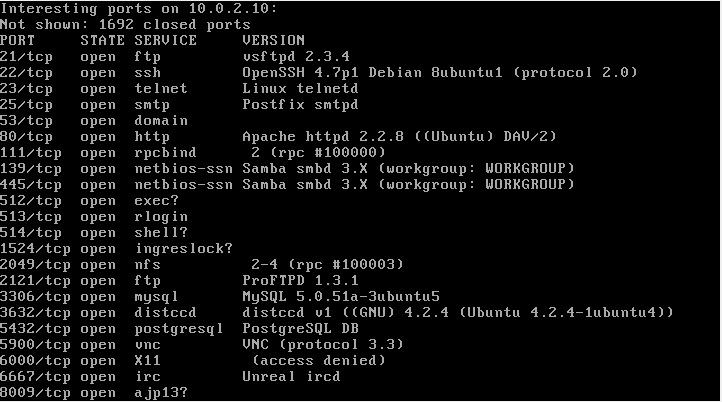 Interesting ports on 10.0.2.10:
Not shown: 1692 closed ports
PORT STATE SERVICE VERSION
21/tcp open ftp vsftpd 2.3.4
22/tcp open ssh OpenSSH 4.7p1 Debian 8ubuntu1 (protocol 2.0)
23/tcp open telnet Linux telnetd
25/tcp open smtp Postfix smtpd
53/tcp open domain
80/tcp open http Apache httpd 2.2.8 ((Ubuntu) DAV/2)
111/tcp open rpcbind 2 (rpc #100000)
139/tcp open netbios-ssn Samba smbd 3.X (workgroup: WORKGROUP)
445/tcp open netbios-ssn Samba smbd 3.X (workgroup: WORKGROUP)
512/tcp open exec?
513/tcp open rlogin
514/tcp open shell?
1524/tcp open ingreslock?
2049/tcp open nfs 2-4 (rpc #100003)
2121/tcp open ftp ProFTPD 1.3.1
3306/tcp open mysql MySQL 5.0.51a-3ubuntu5
3632/tcp open distccd distccd v1 ((GNU) 4.2.4 (Ubuntu 4.2.4-1ubuntu4))
5432/tcp open postgresql PostgreSQL DB
5900/tcp open vnc VNC (protocol 3.3)
6000/tcp open X11 (access denied)
6667/tcp open irc Unreal ircd
8009/tcp open ajp13?